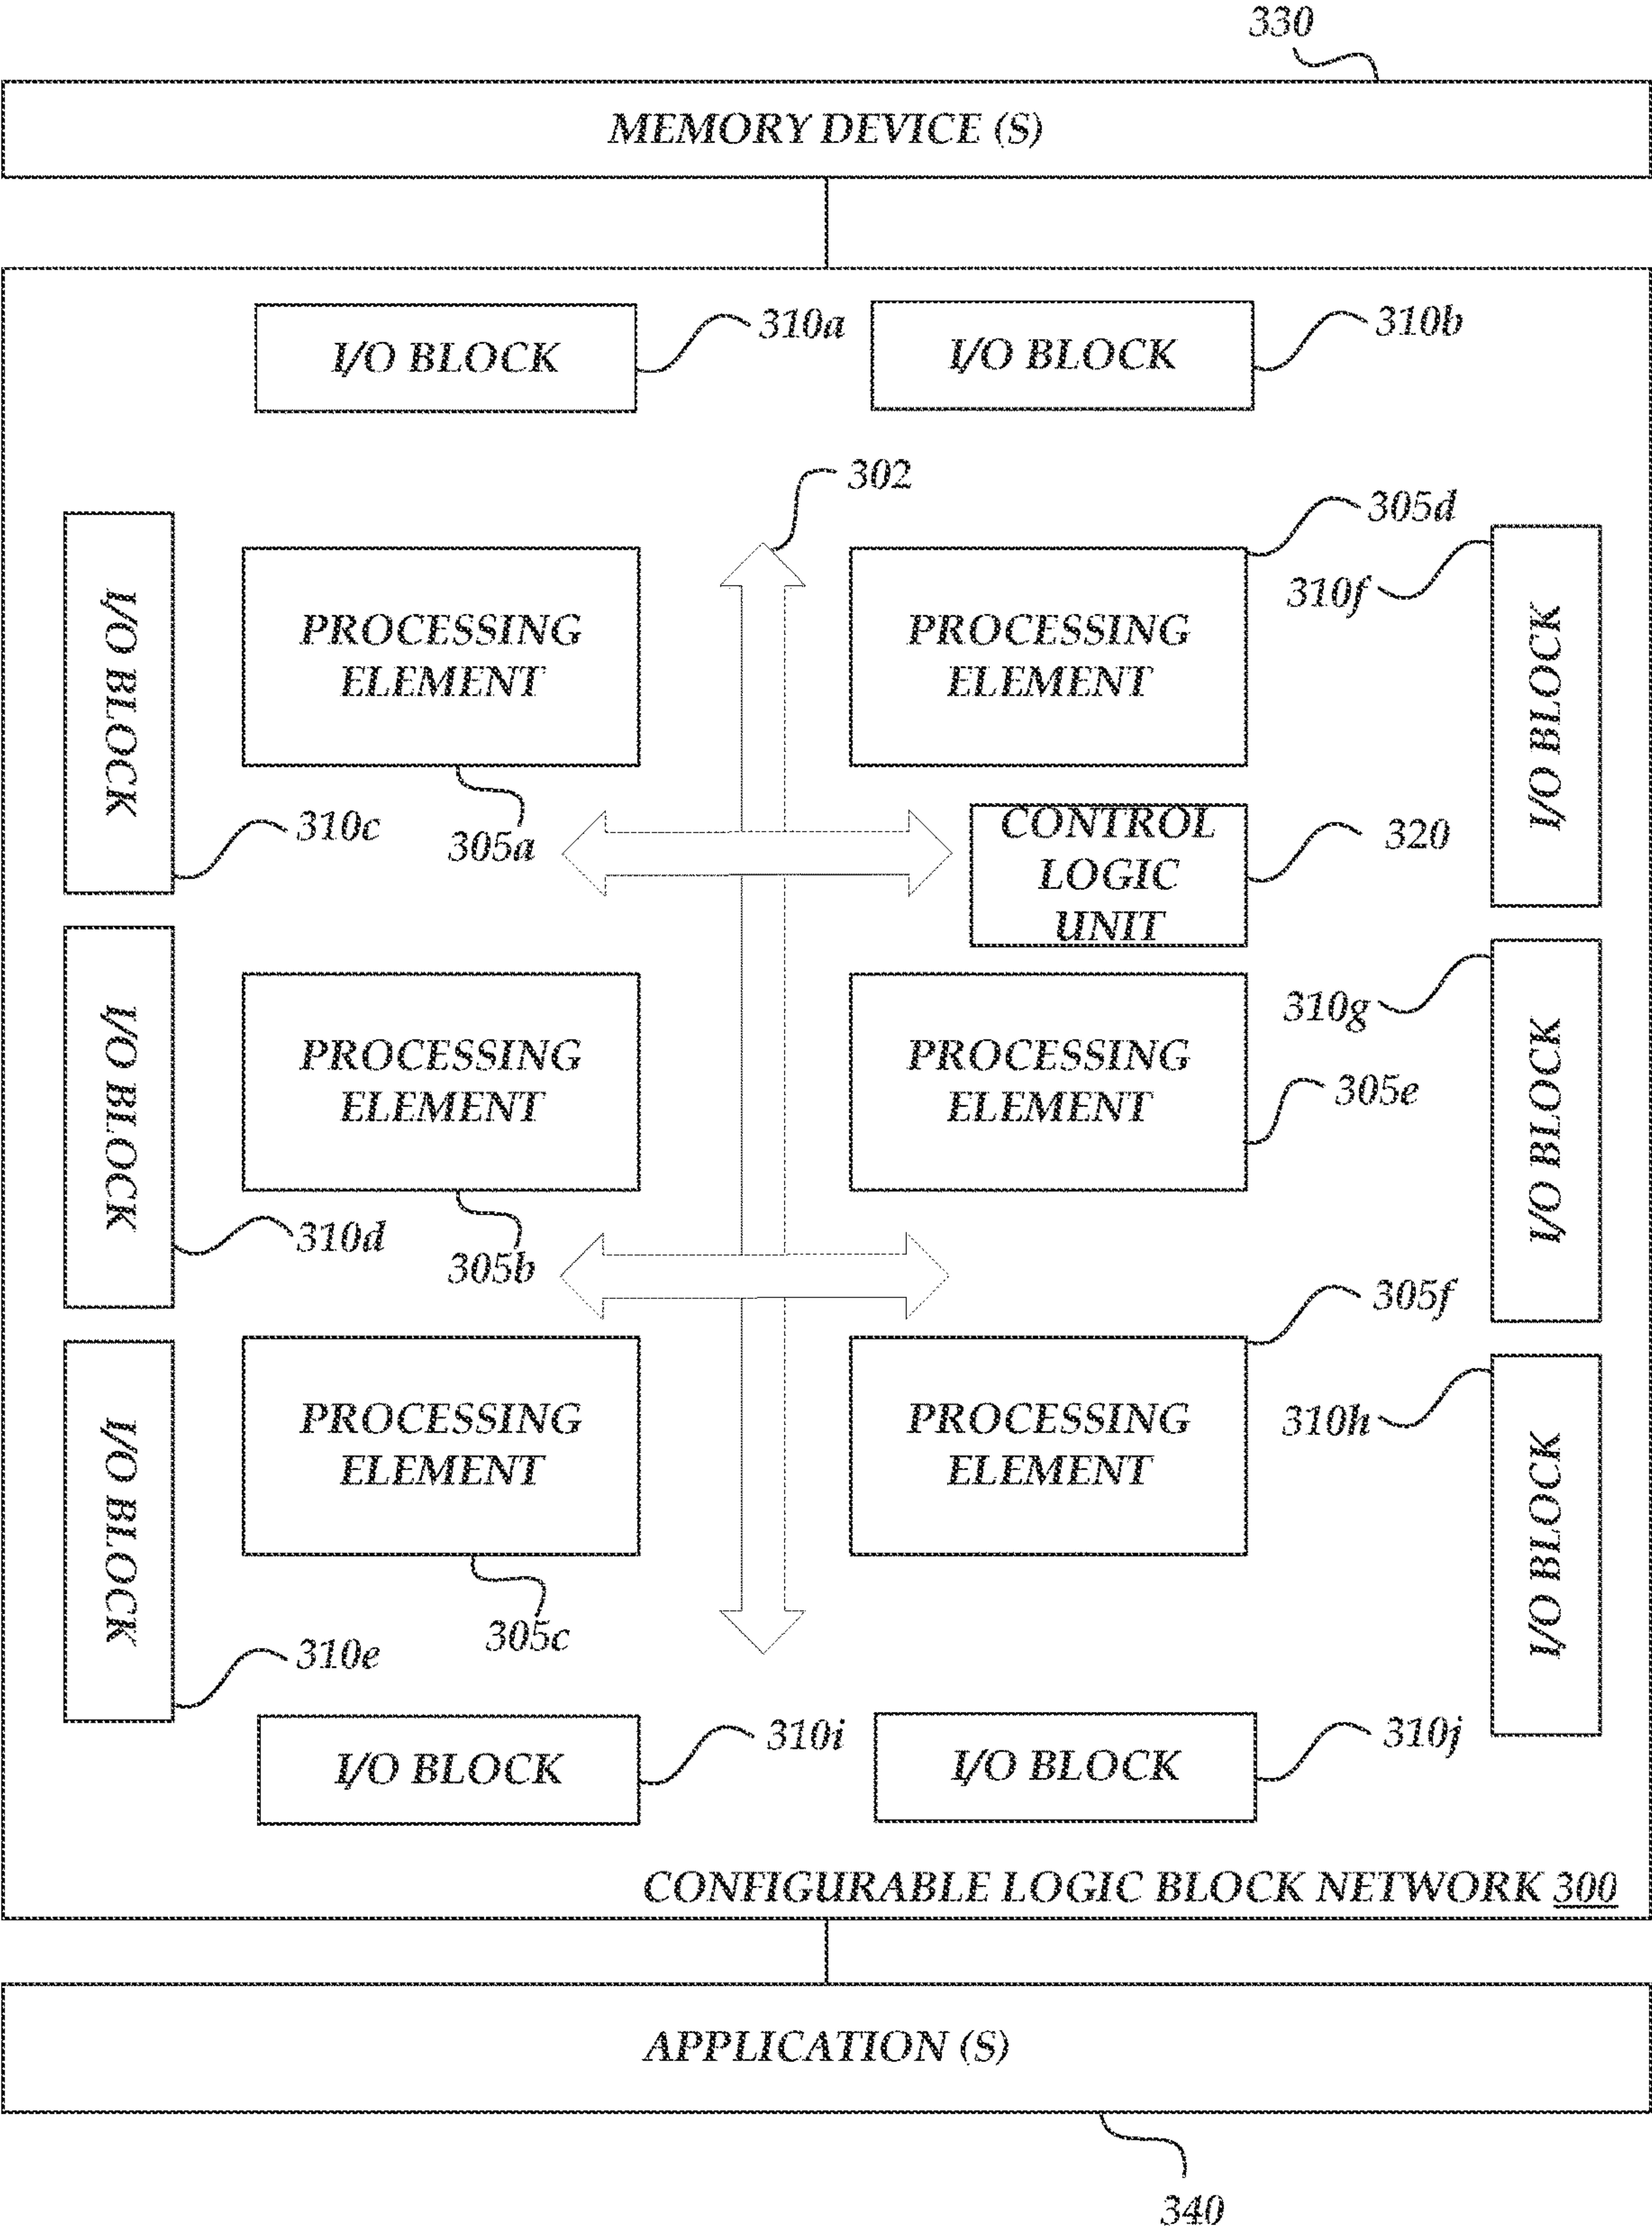 330
MEMORY DEVICE (S)
I/O BLOCK
310a
I/O BLOCK
310b
302
305d
310f
I/O BLOCK
PROCESSING
ELEMENT
PROCESSING
ELEMENT
I/O BLOCK
310c
305a
CONTROL
LOGIC
UNIT
320
I/O BLOCK
PROCESSING
ELEMENT
PROCESSING
ELEMENT
310g
305e
I/O BLOCK
310d
305b
305f
I/O BLOCK
PROCESSING
ELEMENT
PROCESSING
ELEMENT
310h
I/O BLOCK
305c
310e
I/O BLOCK
310i
I/O BLOCK
310j
CONFIGURABLE LOGIC BLOCK NETWORK 300
APPLICATION (S)
340